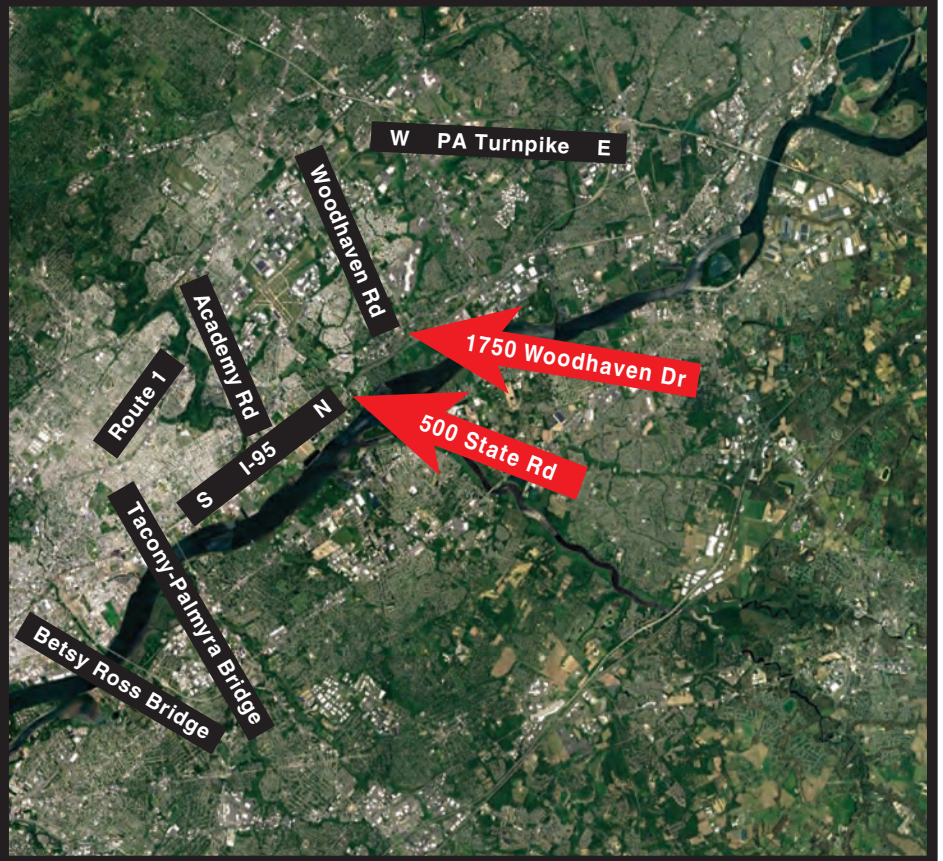 W PA Turnpike E
Woodhaven Rd
Academy Rd
1750 Woodhaven Dr
Route 1
S I-95 N
500 State Rd
Tacony-Palmyra Bridge
Betsy Ross Bridge